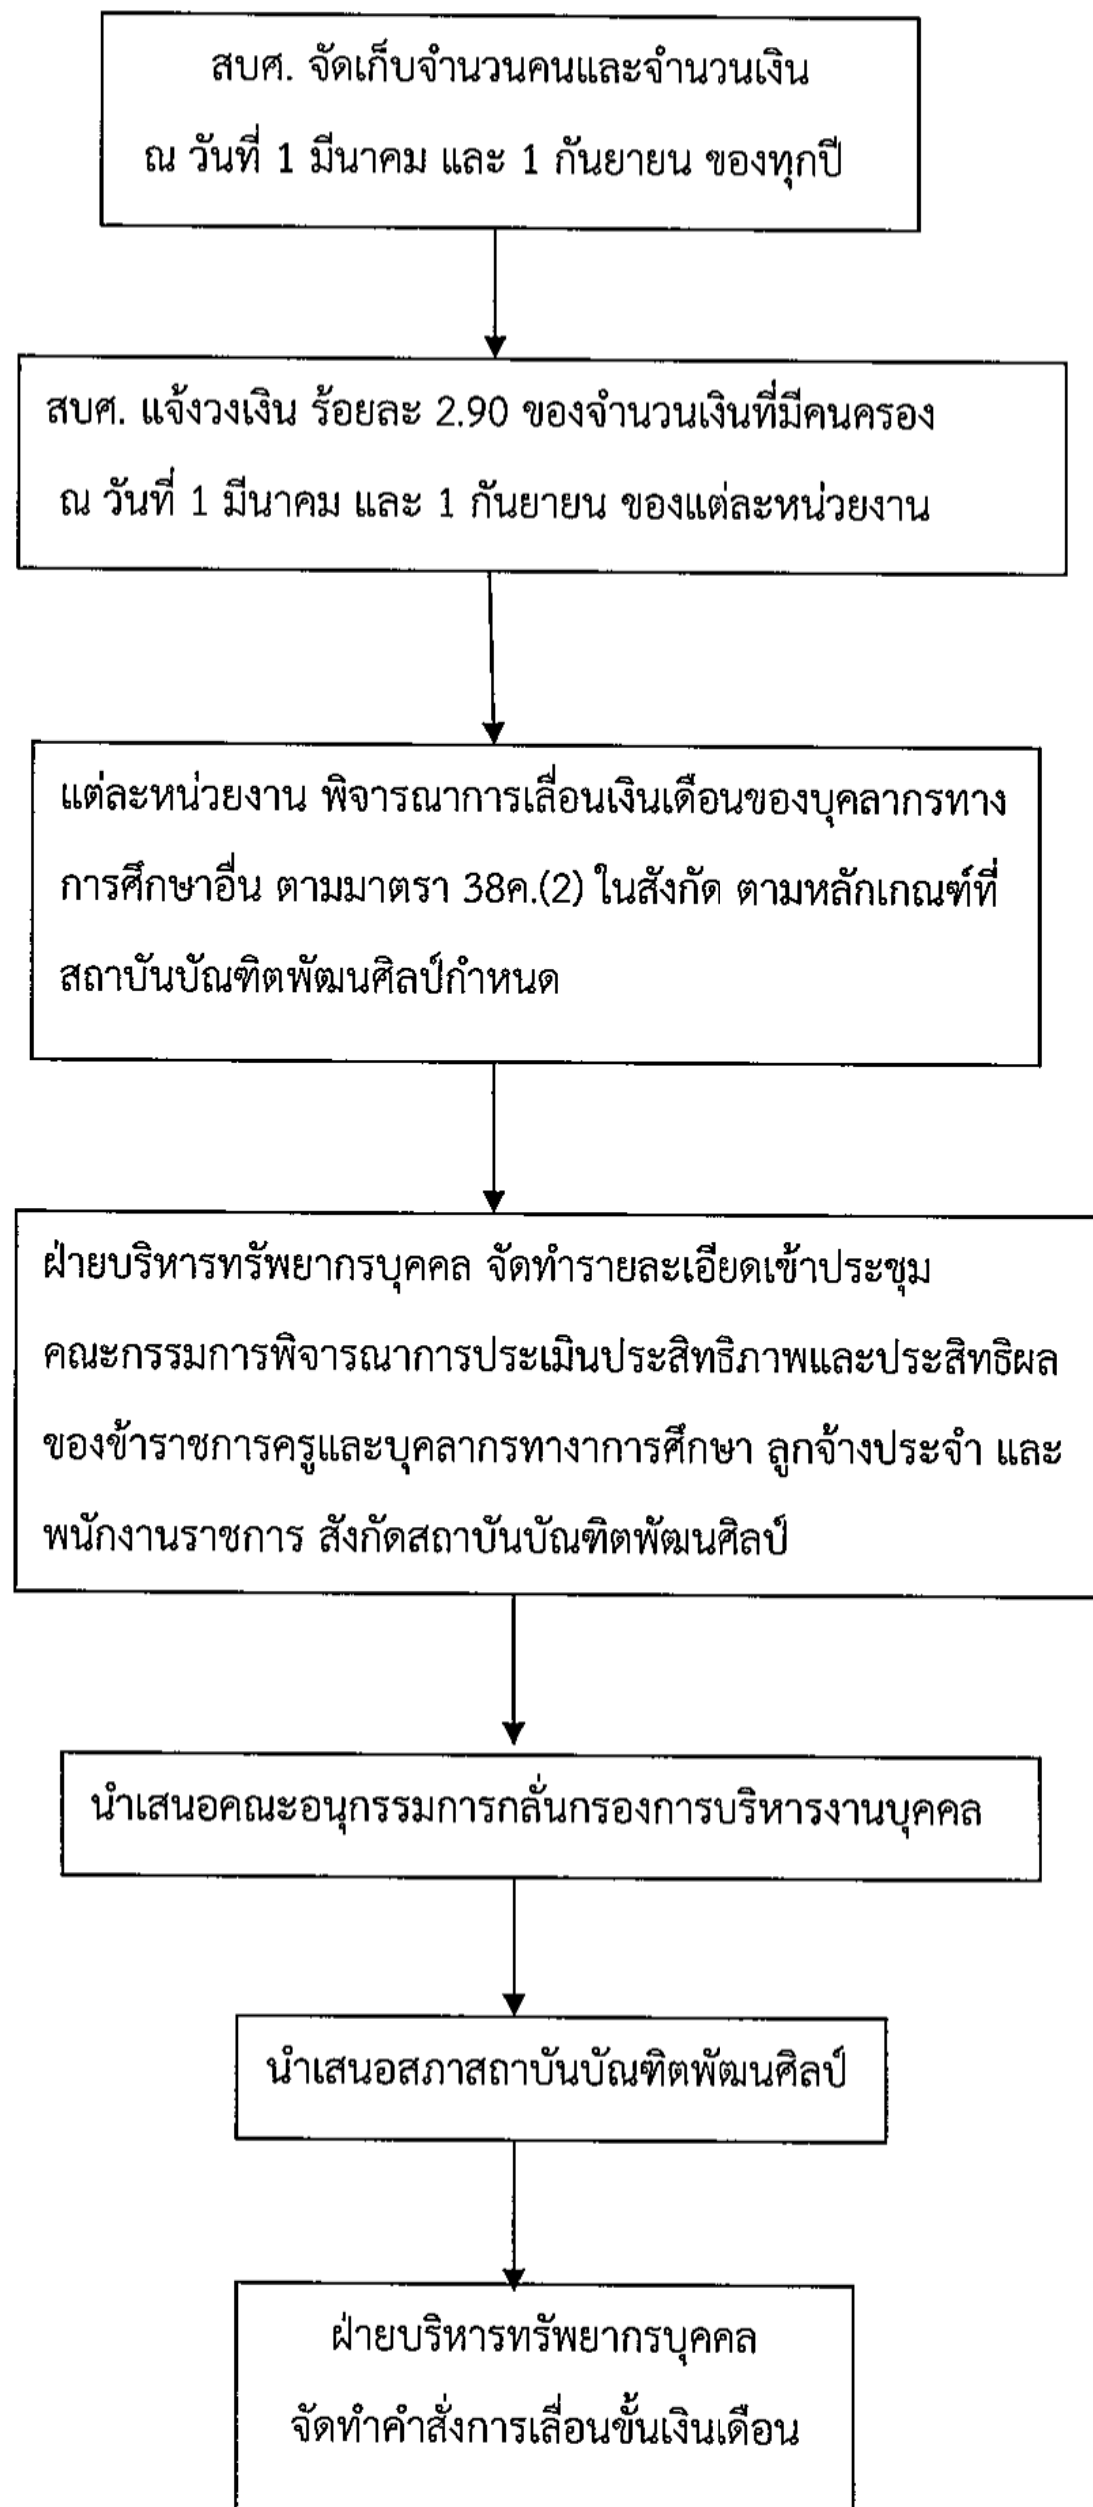 สบศ. จัดเก็บจำนวนคนและจำนวนเงิน
ณ วันที่ 1 มีนาคม และ 1 กันยายน ของทุกปี
สบศ. แจ้งวงเงิน ร้อยละ 2.90 ของจำนวนเงินที่มีคนครอง
ณ วันที่ 1 มีนาคม และ 1 กันยายน ของแต่ละหน่วยงาน
แต่ละหน่วยงาน พิจารณาการเลื่อนเงินเดือนของบุคลากรทาง
การศึกษาอื่น ตามมาตรา 38ค.(2) ในสังกัด ตามหลักเกณฑ์ที่
สถาบันบัณฑิตพัฒนศิลป์กำหนด
ฝ่ายบริหารทรัพยากรบุคคล จัดทำรายละเอียดเข้าประชุม
คณะกรรมการพิจารณาการประเมินประสิทธิภาพและประสิทธิผล
ของข้าราชการครูและบุคลากรทางาการศึกษา ลูกจ้างประจำ และ
พนักงานราชการ สังกัดสถาบันบัณฑิตพัฒนศิลป์
นำเสนอคณะอนุกรรมการกลั่นกรองการบริหารงานบุคคล
นำเสนอสภาสถาบันบัณฑิตพัฒนศิลป์
ฝ่ายบริหารทรัพยากรบุคคล
จัดทำคำสั่งการเลื่อนขั้นเงินเดือน